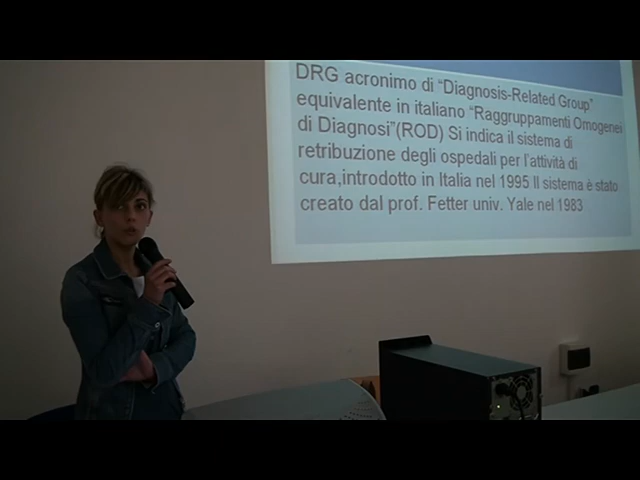 DRG acronimo di “Diagnosis-Related Group”
equivalente in italiano “Raggruppamenti Omogenei
di Diagnosi”(ROD) Si indica il sistema di
retribuzione degli ospedali per l’attività di
cura,introdotto in Italia nel 1995 Il sistema è stato
creato dal prof. Fetter univ. Yale nel 1983